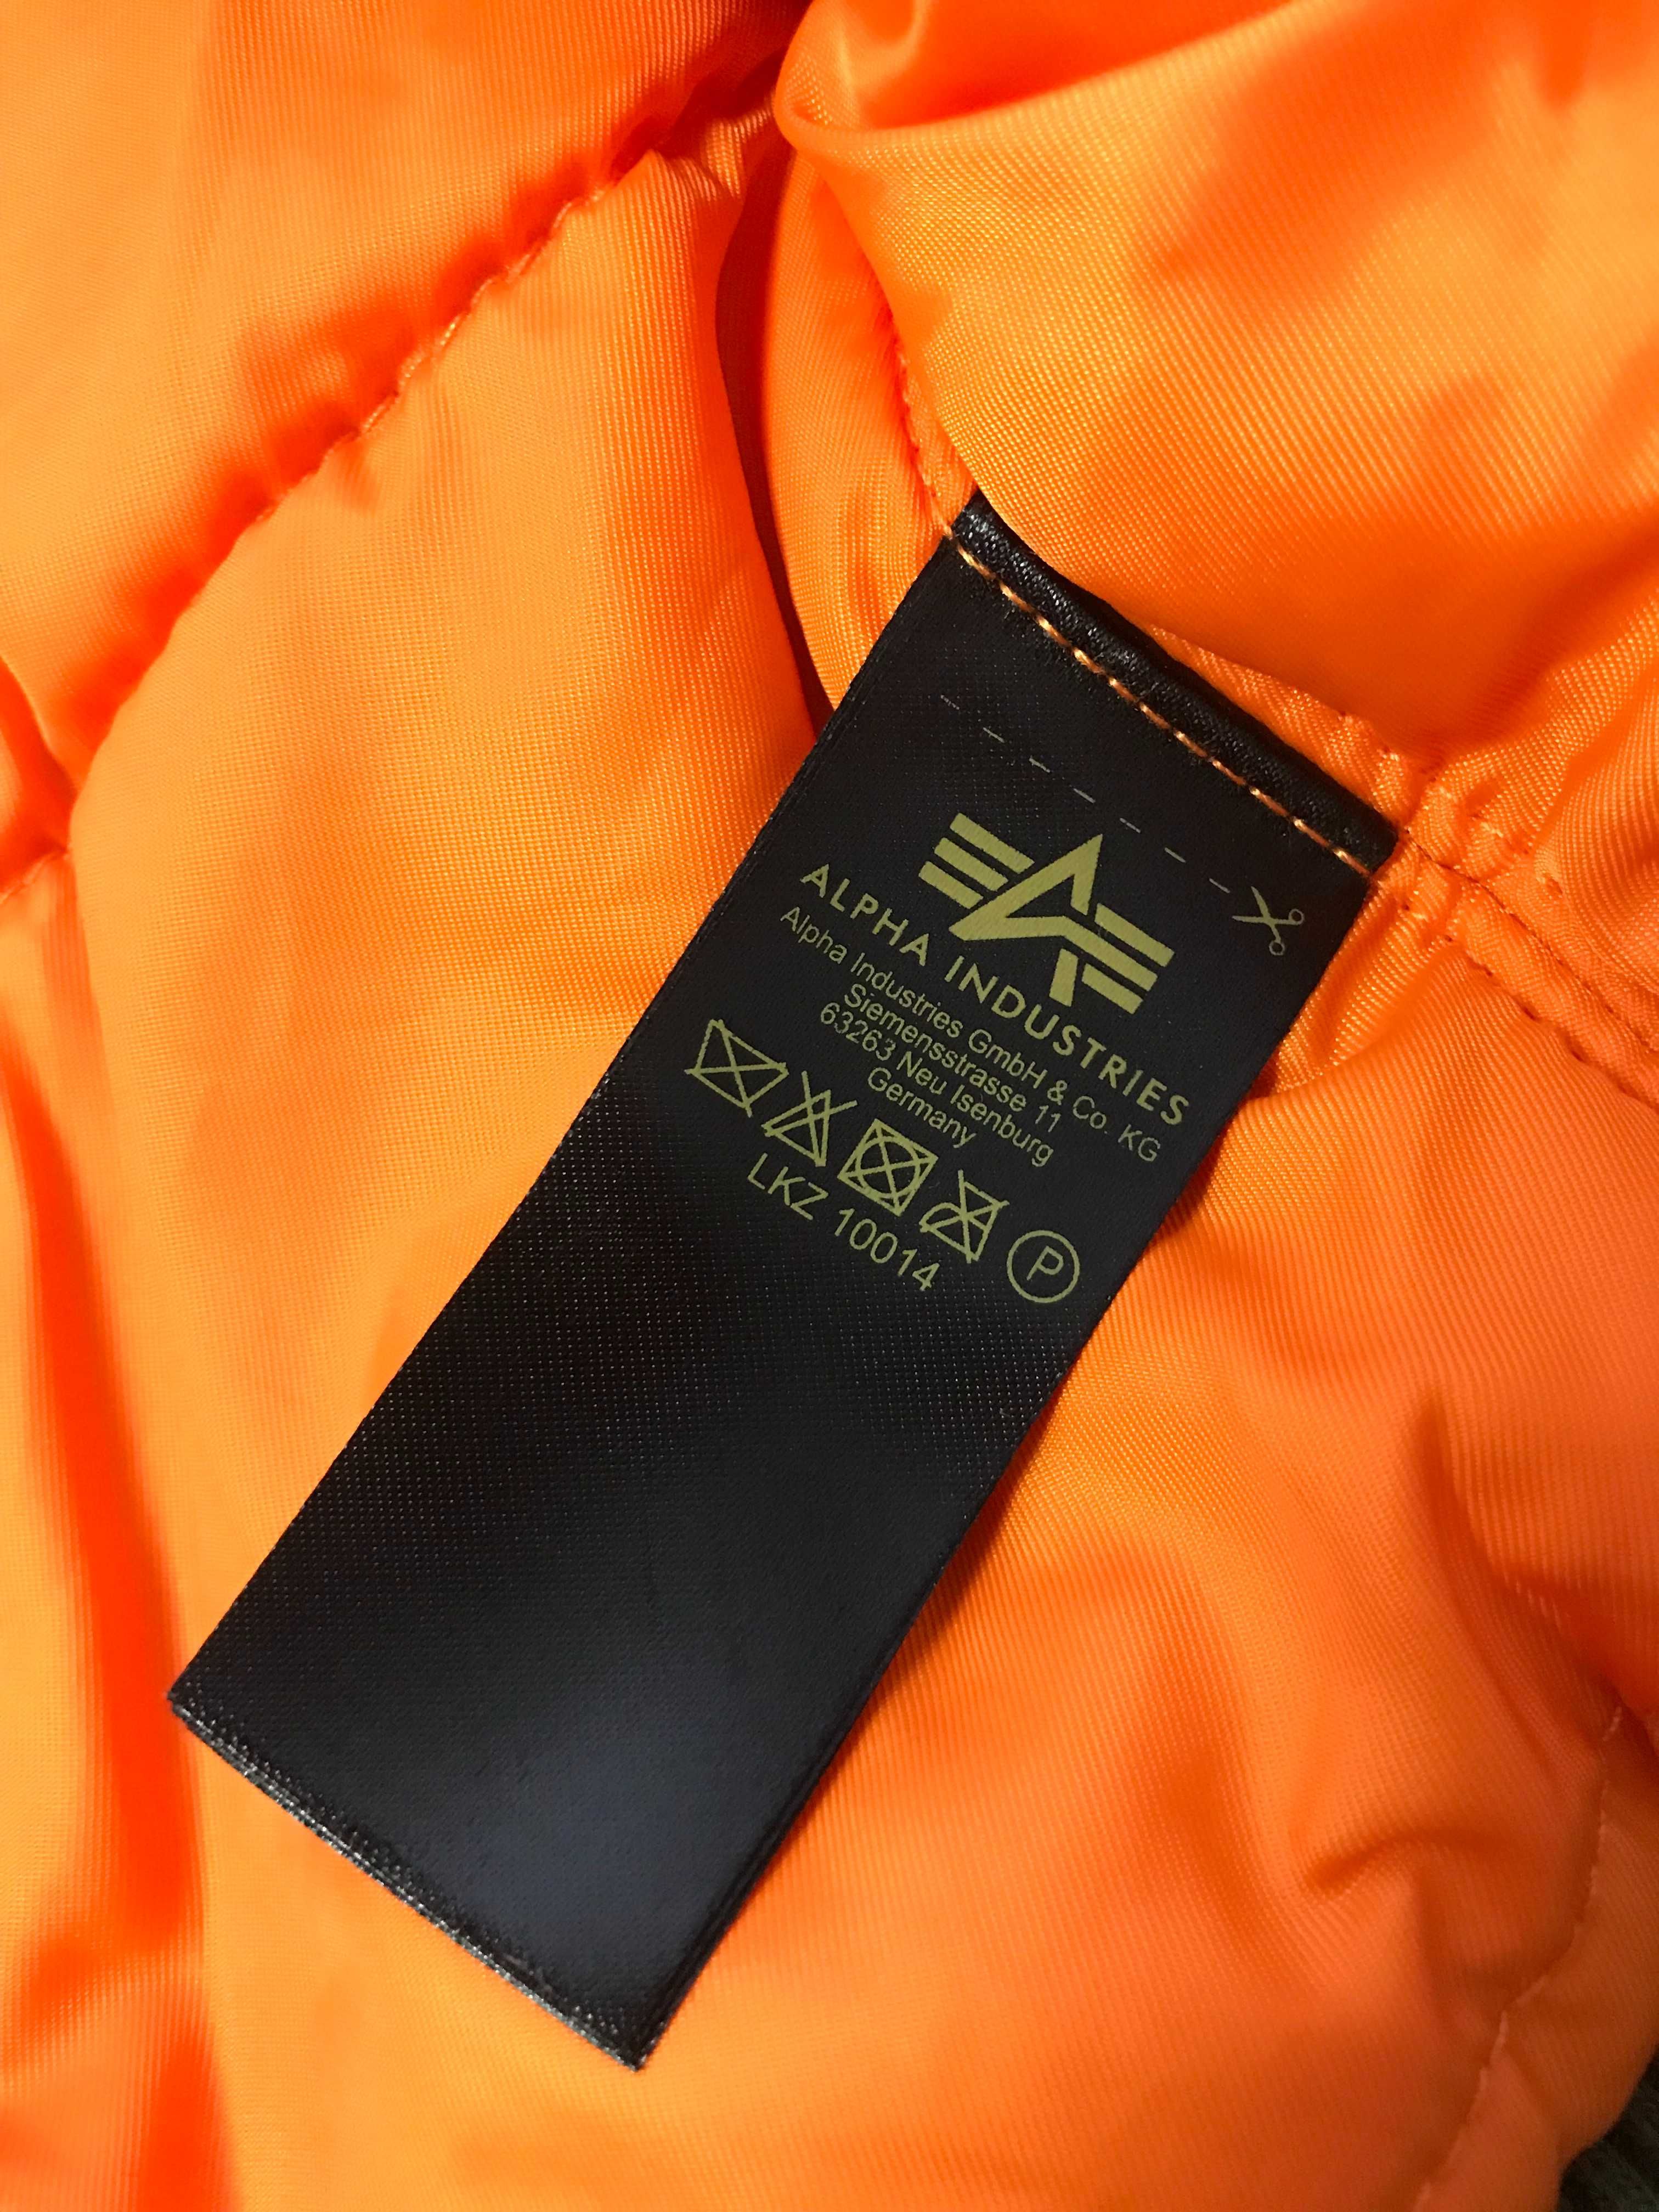 ALPHA INDUSTRIES
Alpha Industries GmbH & Co. KG
Siemensstrasse 11
63263 Neu Isenburg
Germany
P
LKZ 10014